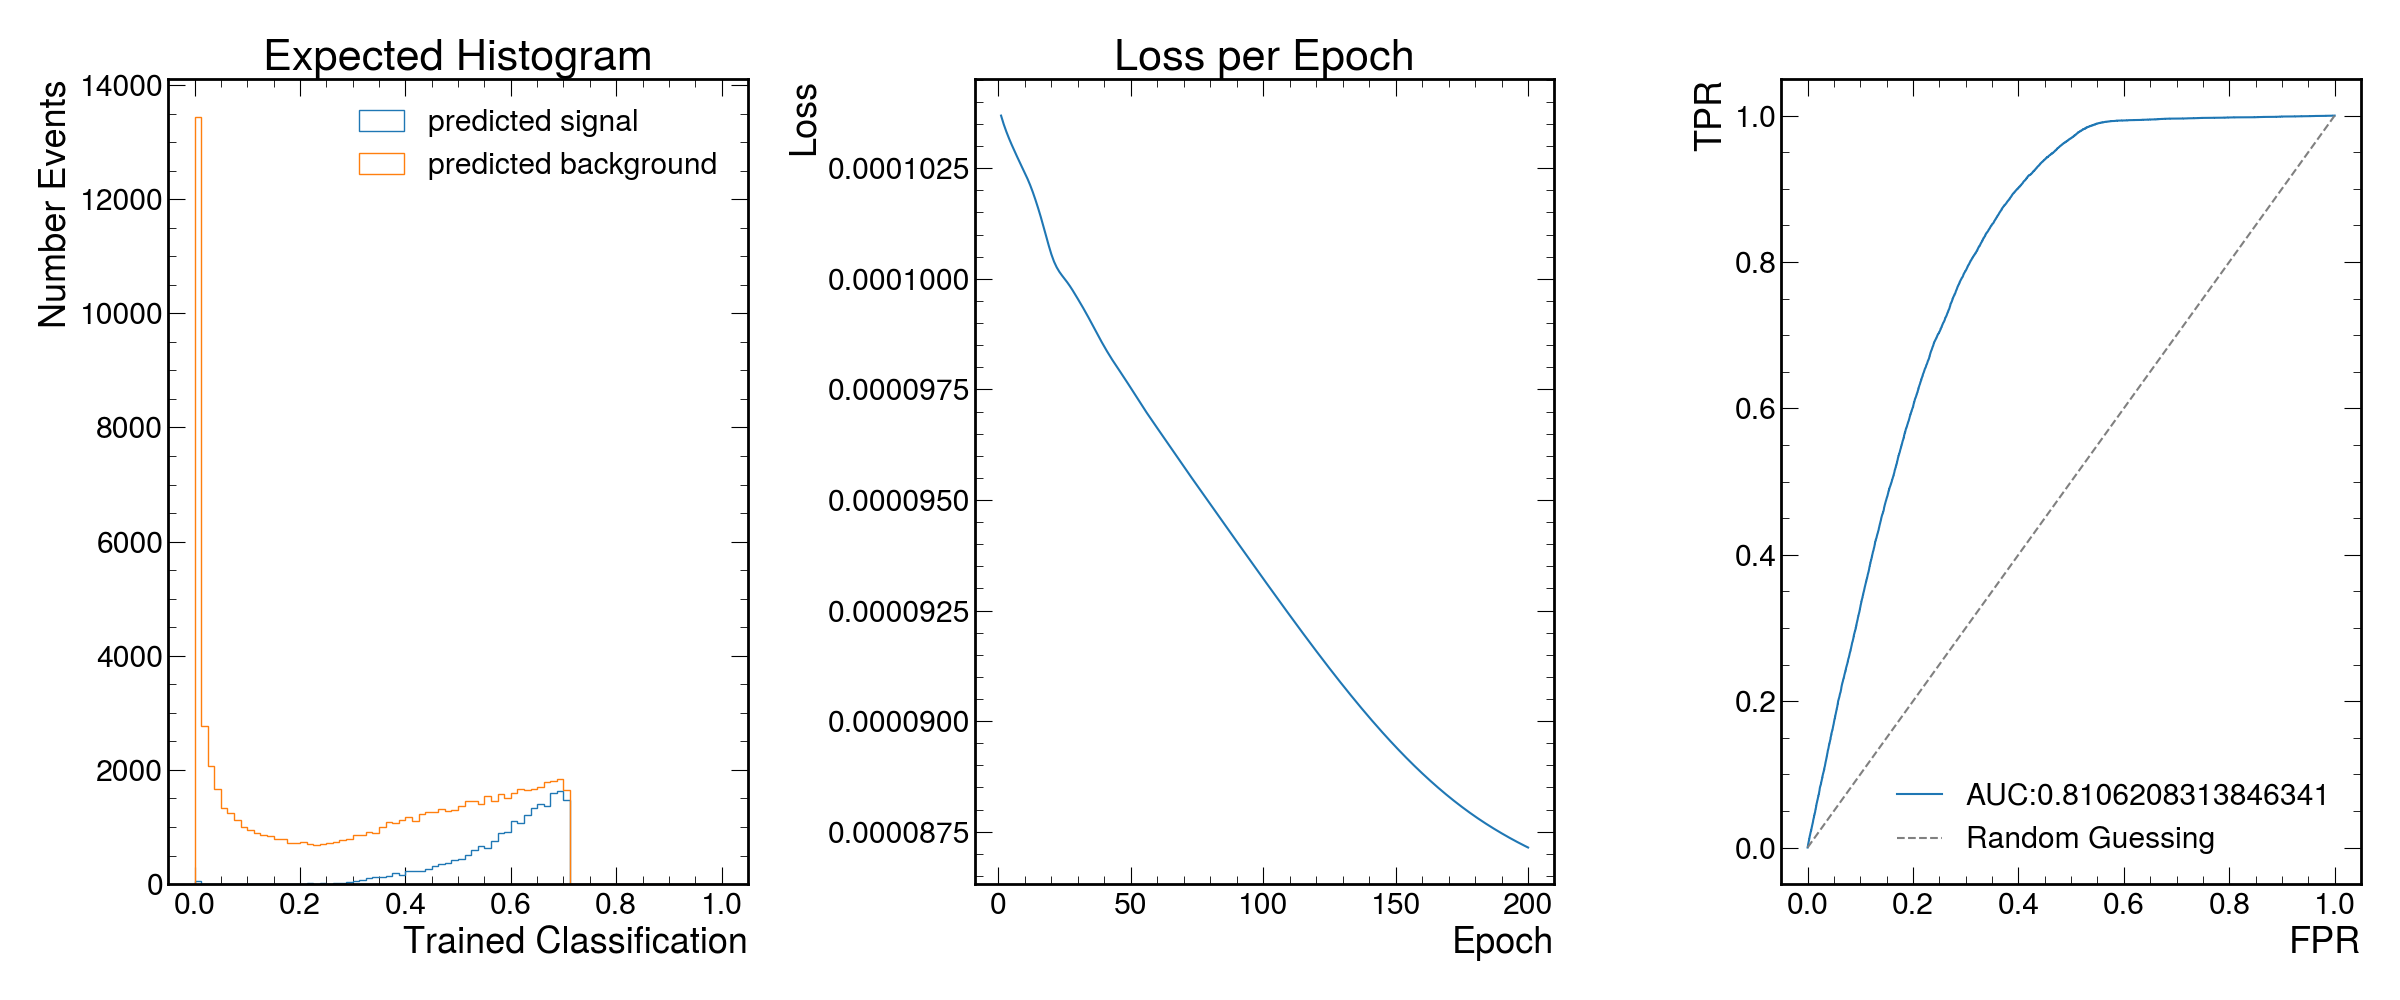 Expected Histogram
Number Events
14000
12000
10000
8000
6000
4000
2000
0
predicted signal
predicted background
0.0 0.2 0.4 0.6 0.8 1.0
Trained Classification
Loss per Epoch
Loss
0.0001025
0.0001000
0.0000975
0.0000950
0.0000925
0.0000900
0.0000875
0 50 100 150 200
Epoch
TPR
1.0
0.8
0.6
0.4
0.2
0.0
AUC:0.8106208313846341
Random Guessing
0.0 0.2 0.4 0.6 0.8 1.0
FPR